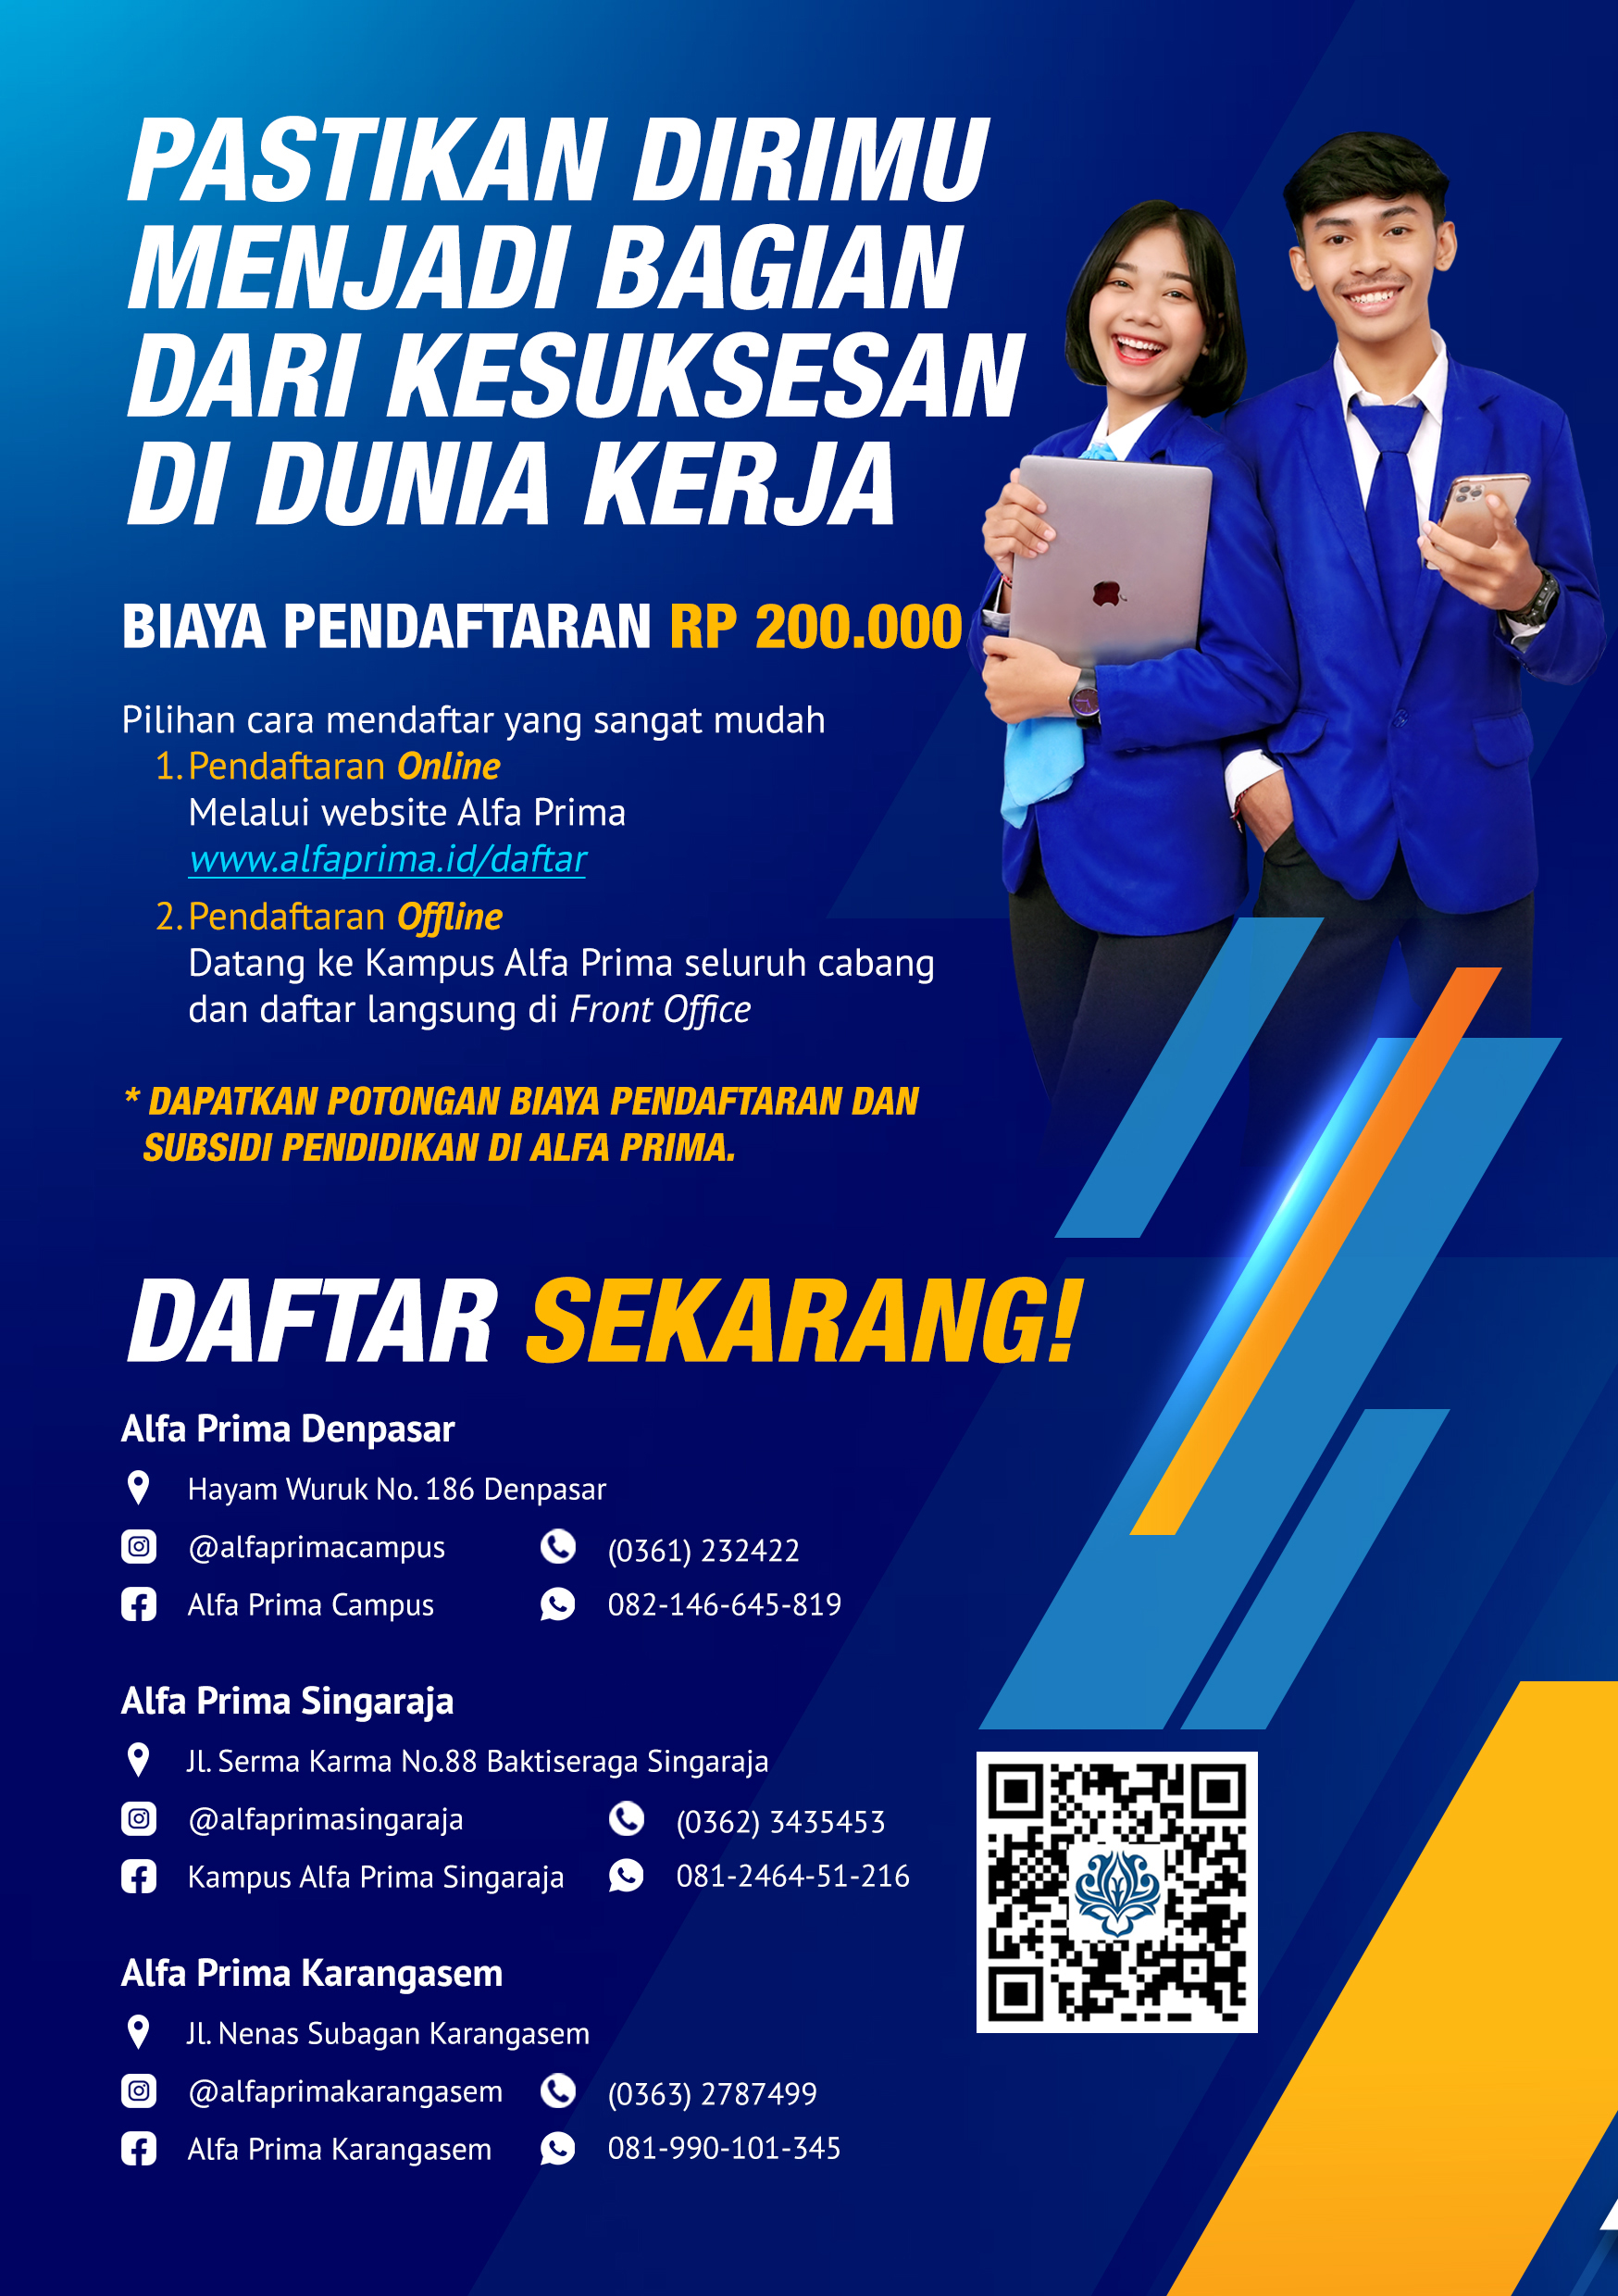 PASTIKAN DIRIMU
MENJADI BAGIAN
DARI KESUKSESAN
DI DUNIA KERJA
BIAYA PENDAFTARAN RP 200.000
Pilihan cara mendaftar yang sangat mudah
1. Pendaftaran Online
Melalui website Alfa Prima
www.alfaprima.id/daftar
2. Pendaftaran Offline
Datang ke Kampus Alfa Prima seluruh cabang
dan daftar langsung di Front Office
* DAPATKAN POTONGAN BIAYA PENDAFTARAN DAN
SUBSIDI PENDIDIKAN DI ALFA PRIMA.
DAFTAR SEKARANG!
Alfa Prima Denpasar
Hayam Wuruk No. 186 Denpasar
@alfaprimacampus (0361) 232422
Alfa Prima Campus 082-146-645-819
Alfa Prima Singaraja
Jl. Serma Karma No.88 Baktiseraga Singaraja
@alfaprimasingaraja (0362) 3435453
Kampus Alfa Prima Singaraja 081-2464-51-216
Alfa Prima Karangasem
Jl. Nenas Subagan Karangasem
@alfaprimakarangasem (0363) 2787499
Alfa Prima Karangasem 081-990-101-345